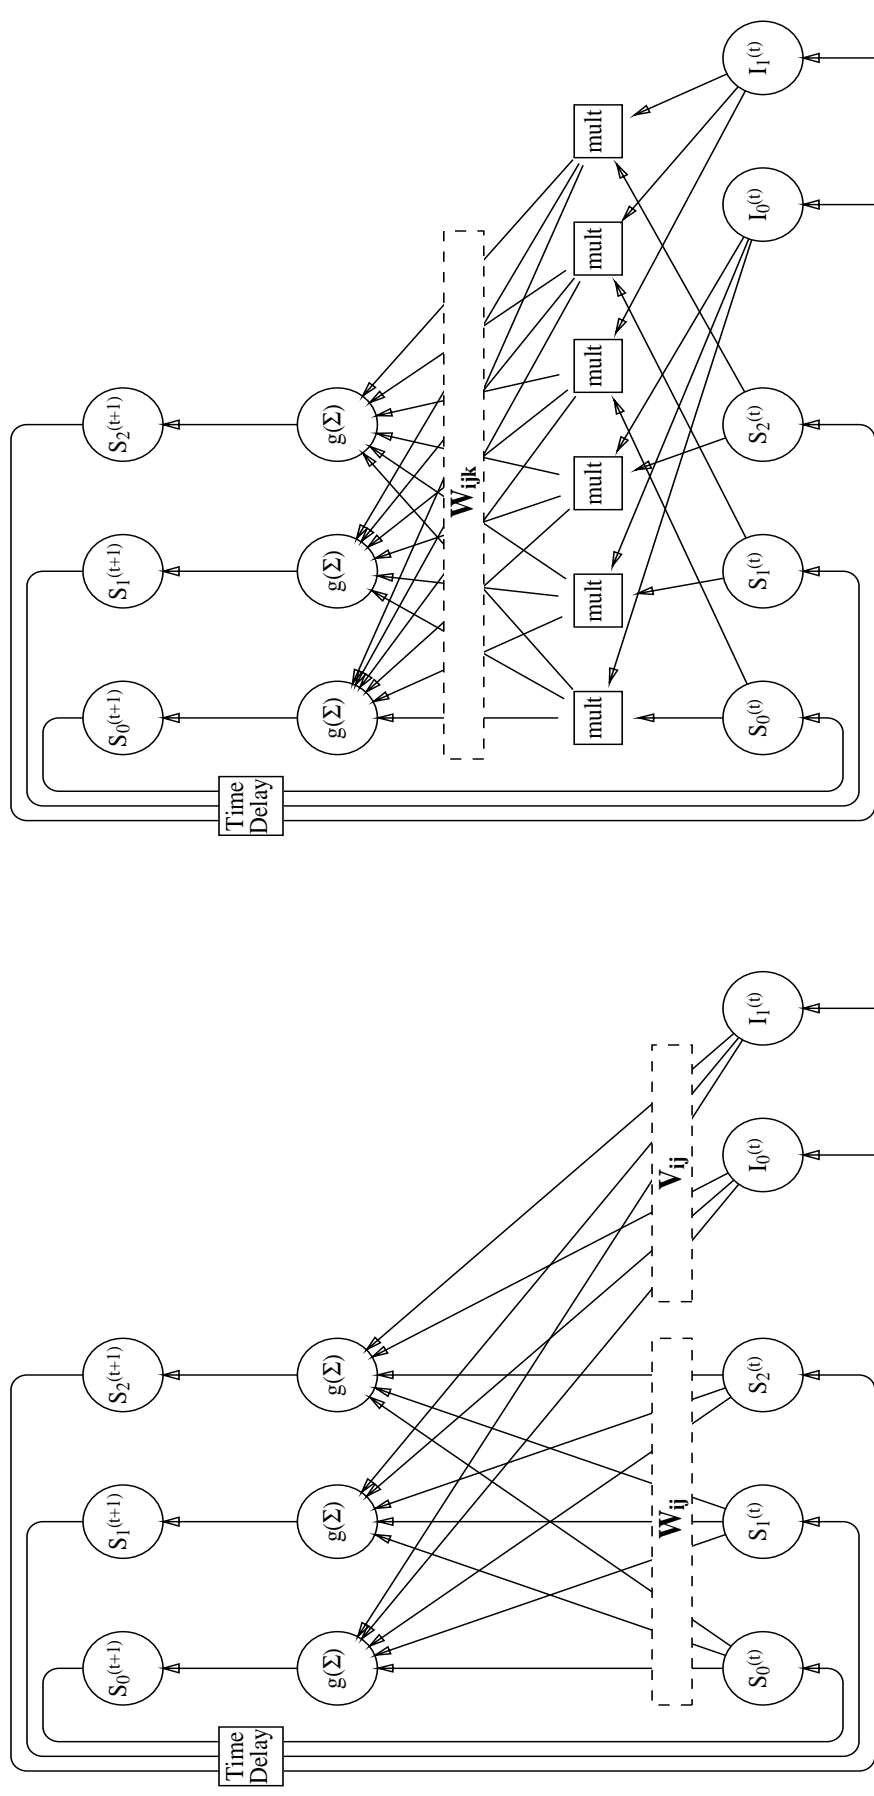 S0(t+1)
S1(t+1)
S2(t+1)
Time
Delay
g(Σ)
g(Σ)
g(Σ)
Wij
Vij
S0(t)
S1(t)
S2(t)
I0(t)
I1(t)
S0(t+1)
S1(t+1)
S2(t+1)
Time
Delay
g(Σ)
g(Σ)
g(Σ)
Wijk
mult
mult
mult
mult
mult
mult
S0(t)
S1(t)
S2(t)
I0(t)
I1(t)